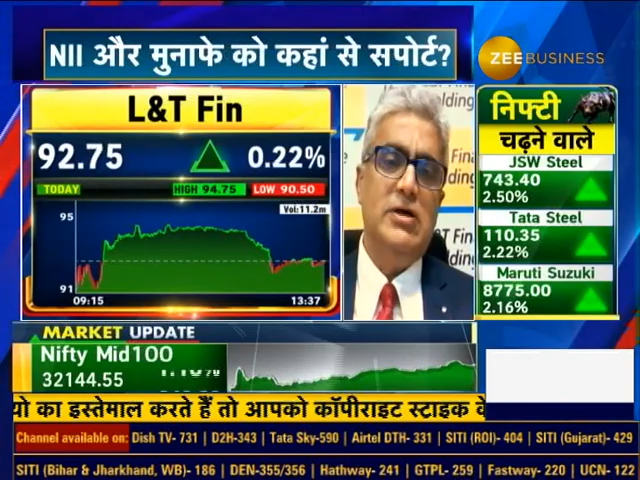 NII और मुनाफे को कहां से सपोर्ट?
ZEE BUSINESS
L&T Fin
92.75 0.22%
TODAY HIGH 94.75 LOW 90.50
Vol:11.2m
95
91
09:15 13:37
निफ्टी
चढ़ने वाले
JSW Steel
743.40
2.50%
Tata Steel
110.35
2.22%
Maruti Suzuki
8775.00
2.16%
MARKET UPDATE
Nifty Mid100
32144.55
यो का इस्तेमाल करते हैं तो आपको कॉपीराइट स्टाइक
Channel available on: Dish TV- 731 | D2H-343 | Tata Sky-590 | Airtel DTH- 331 | SITI (ROI)- 404 | SITI (Gujarat)- 429
SITI (Bihar & Jharkhand, WB)- 186 | DEN-355/356 | Hathway- 241 | GTPL- 259 | Fastway- 220 | UCN- 122